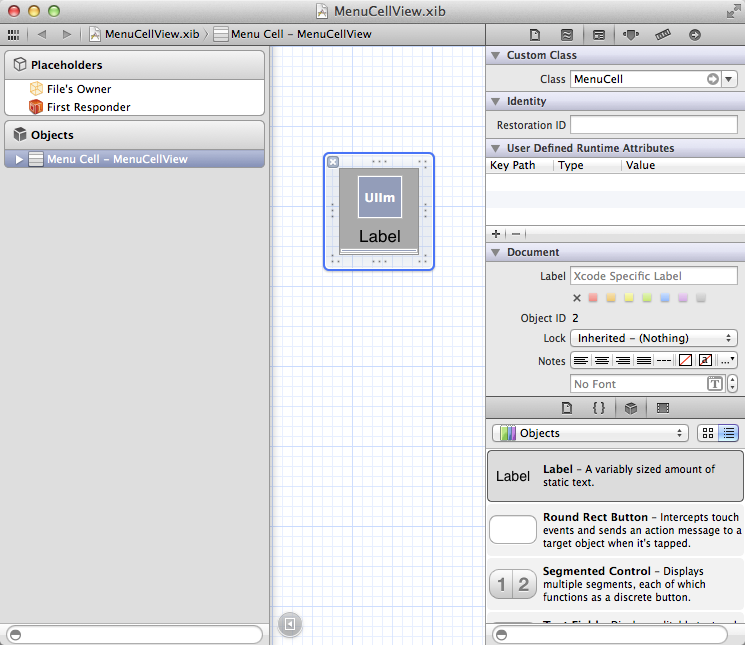 MenuCellView.xib
MenuCellView.xib
Menu Cell – MenuCellView
Placeholders
File's Owner
First Responder
Objects
Menu Cell – MenuCellView
UIIm
Label
Custom Class
Class
MenuCell
Identity
Restoration ID
User Defined Runtime Attributes
Key Path
Type
Value
Document
Label
Xcode Specific Label
Object ID
2
Lock
Inherited – (Nothing)
Notes
No Font
Objects
Label
Label – A variably sized amount of
static text.
Round Rect Button – Intercepts touch
events and sends an action message to a
target object when it's tapped.
1 2
Segmented Control – Displays
multiple segments, each of which
functions as a discrete button.